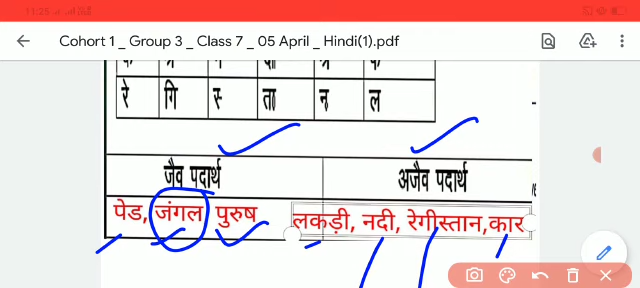 11:25
Cohort 1 _ Group 3 _ Class 7 _ 05 April _ Hindi(1).pdf
रे गि स् ता न ल
जैव पदार्थ अजैव पदार्थ
पेड, जंगल पुरुष लकड़ी, नदी, रेगीस्तान,कार